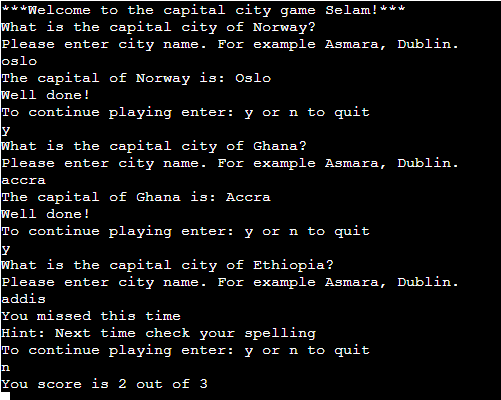 ***Welcome to the capital city game Selam!***
What is the capital city of Norway?
Please enter city name. For example Asmara, Dublin.
oslo
The capital of Norway is: Oslo
Well done!
To continue playing enter: y or n to quit
y
What is the capital city of Ghana?
Please enter city name. For example Asmara, Dublin.
accra
The capital of Ghana is: Accra
Well done!
To continue playing enter: y or n to quit
y
What is the capital city of Ethiopia?
Please enter city name. For example Asmara, Dublin.
addis
You missed this time
Hint: Next time check your spelling
To continue playing enter: y or n to quit
n
You score is 2 out of 3